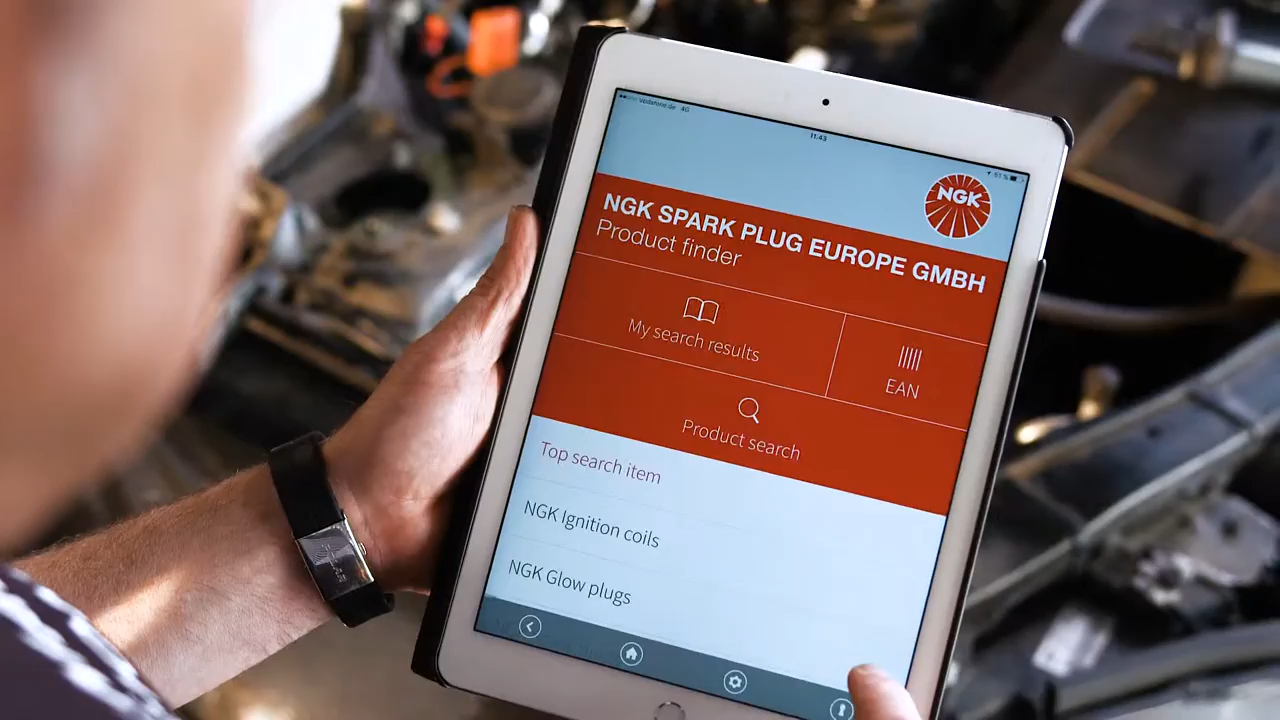 Vodafone.de 4G
11.43
51 %
NGK
NGK SPARK PLUG EUROPE GMBH
Product finder
My search results
EAN
Product search
Top search item
NGK Ignition coils
NGK Glow plugs